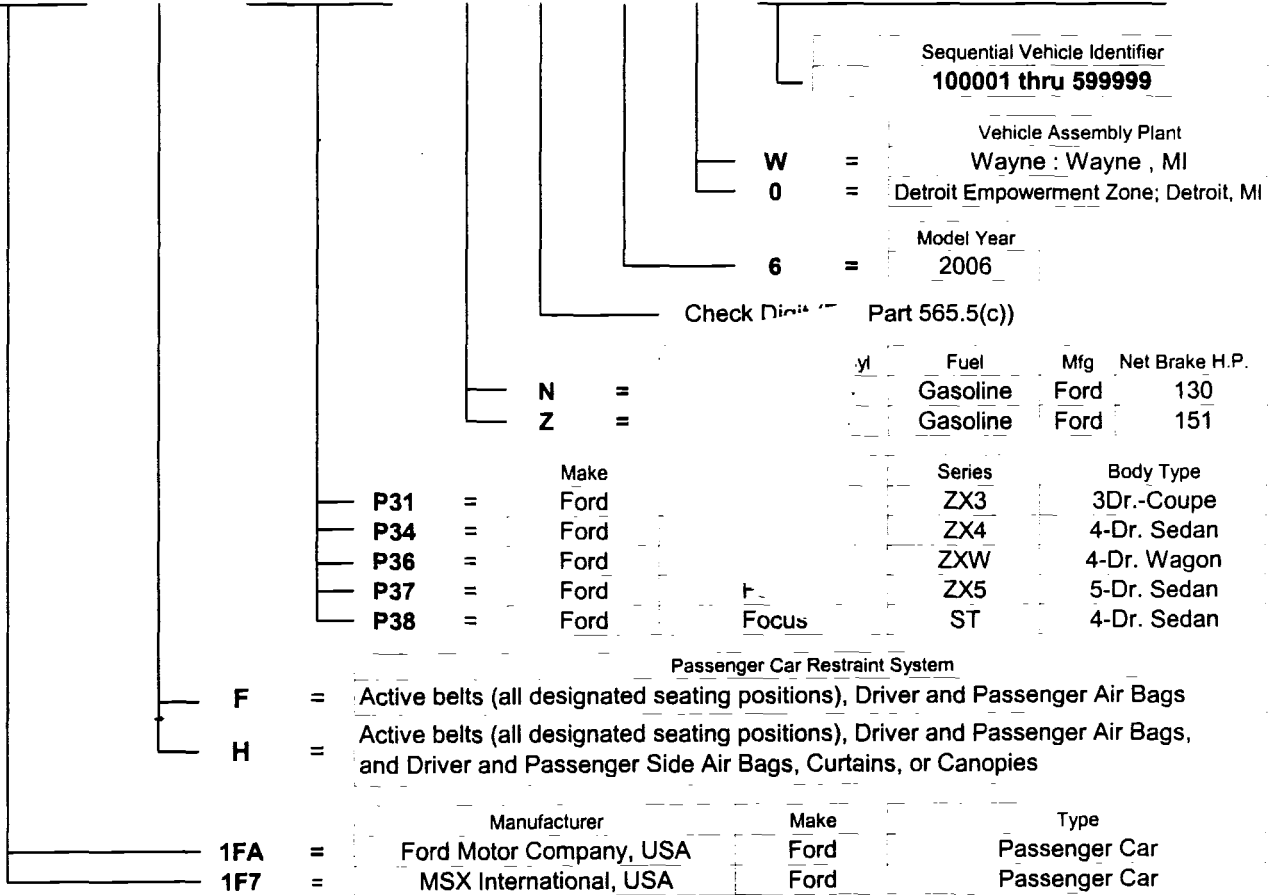 Sequential Vehicle Identifier
100001 thru 599999
Vehicle Assembly Plant
W = Wayne : Wayne , MI
0 = Detroit Empowerment Zone; Detroit, MI
Model Year
6 = 2006
Check Part 565.5(c))
Fuel Mfg Net Brake H.P.
N = Gasoline Ford 130
Z = Gasoline Ford 151
Make Series Body Type
P31 = Ford ZX3 3Dr.-Coupe
P34 = Ford ZX4 4-Dr. Sedan
P36 = Ford ZXW 4-Dr. Wagon
P37 = Ford ZX5 5-Dr. Sedan
P38 = Ford Focus ST 4-Dr. Sedan
Passenger Car Restraint System
F = Active belts (all designated seating positions), Driver and Passenger Air Bags
H = Active belts (all designated seating positions), Driver and Passenger Air Bags,
and Driver and Passenger Side Air Bags, Curtains, or Canopies
Manufacturer Make Type
1FA = Ford Motor Company, USA Ford Passenger Car
1F7 = MSX International, USA Ford Passenger Car